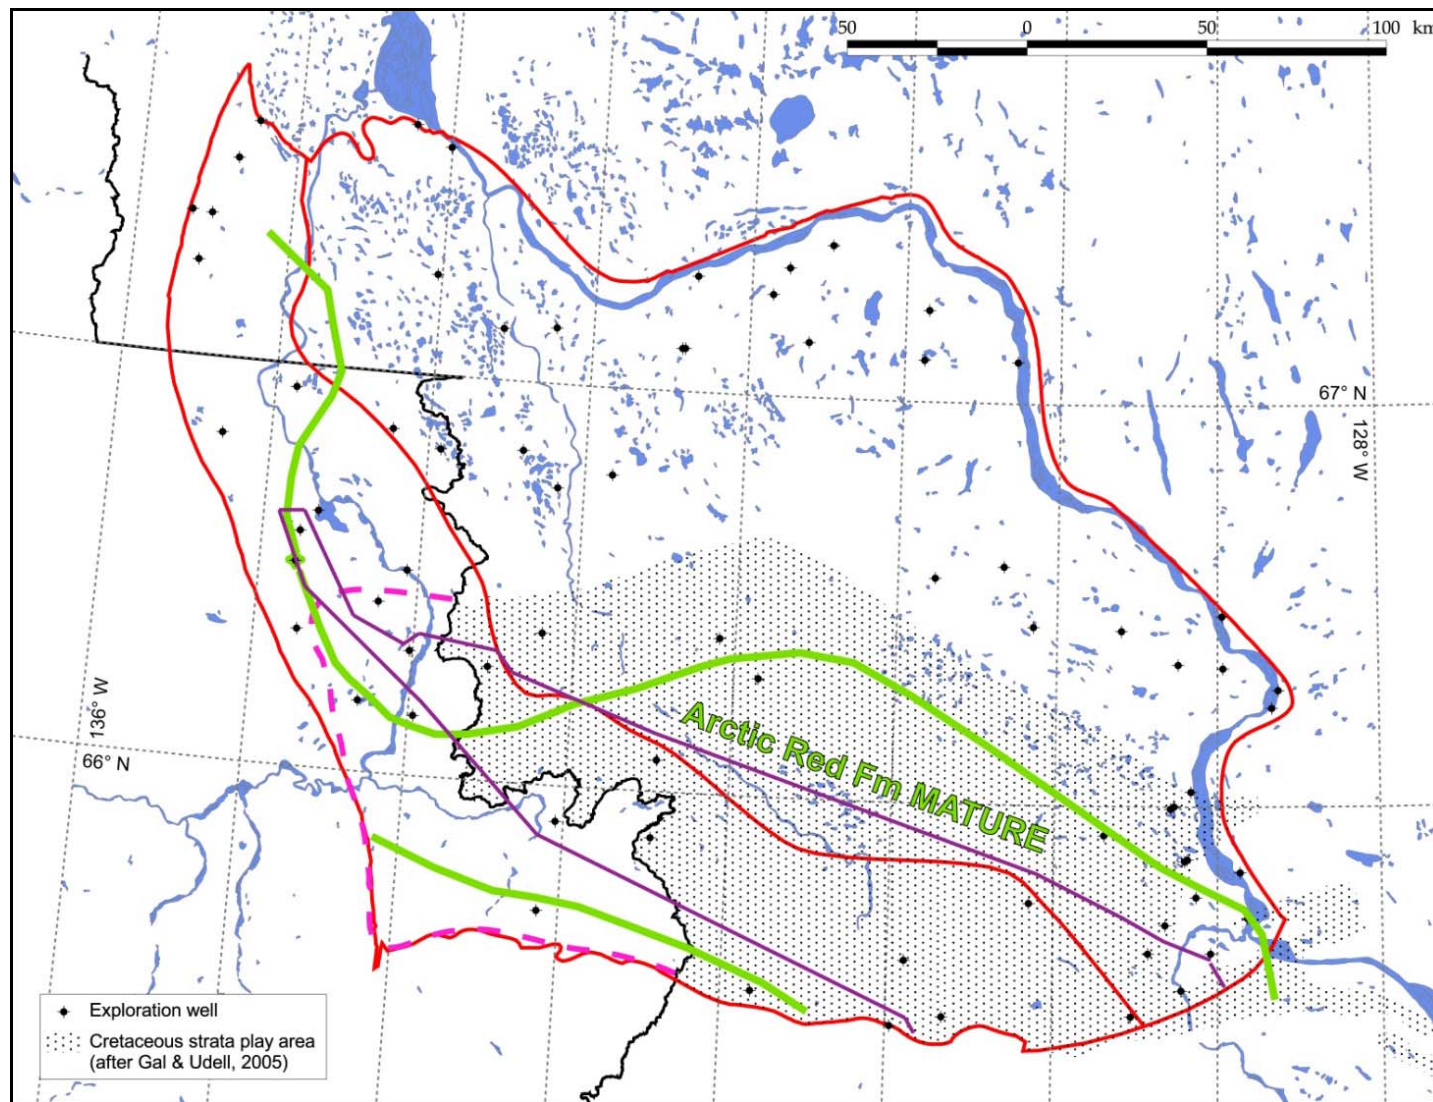 50 0 50 100 km
67° N
128° W
136° W
66° N
Arctic Red Fm MATURE
Exploration well
Cretaceous strata play area
(after Gal & Udell, 2005)